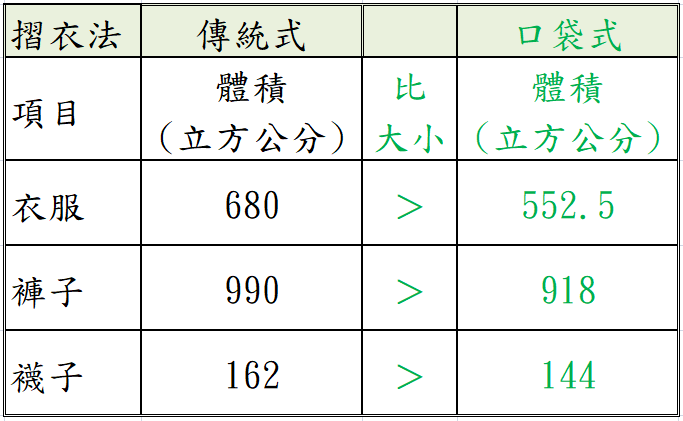 摺衣法 傳統式 口袋式
項目 體積 (立方公分) 比大小 體積 (立方公分)
衣服 680 > 552.5
褲子 990 > 918
襪子 162 > 144